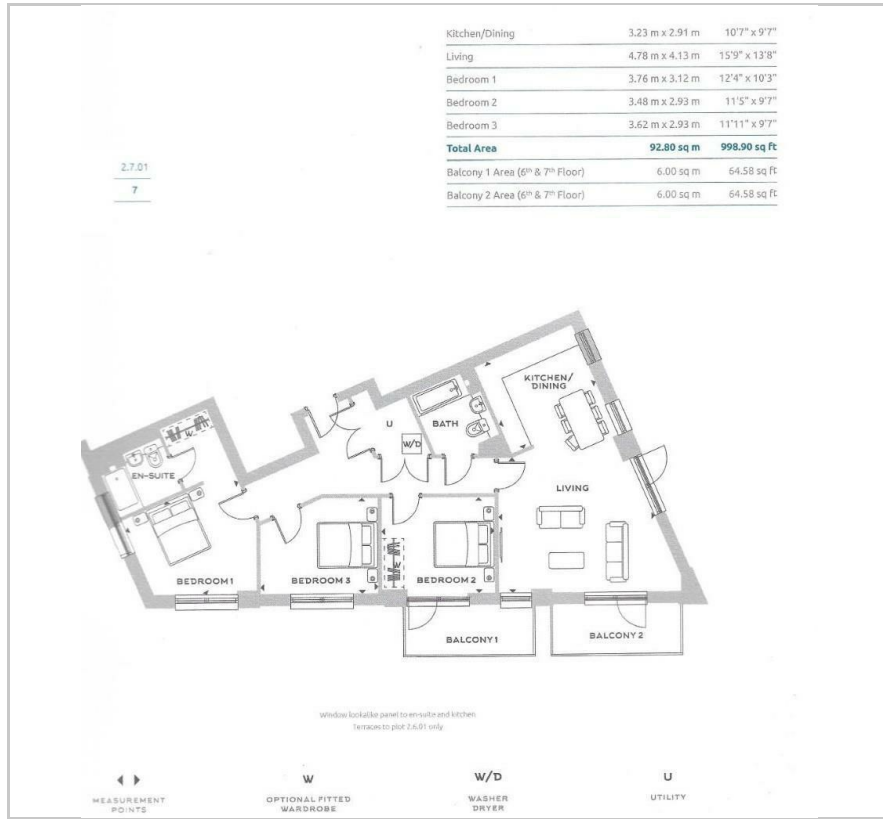 Kitchen/Dining 3.23 m x 2.91 m 10'7" x 9'7"
Living 4.78 m x 4.13 m 15'9" x 13'8"
Bedroom 1 3.76 m x 3.12 m 12'4" x 10'3"
Bedroom 2 3.48 m x 2.93 m 11'5" x 9'7"
Bedroom 3 3.62 m x 2.93 m 11'11" x 9'7"
Total Area 92.80 sq m 998.90 sq ft
Balcony 1 Area (6th & 7th Floor) 6.00 sq m 64.58 sq ft
Balcony 2 Area (6th & 7th Floor) 6.00 sq m 64.58 sq ft
2.7.01
7
KITCHEN/
DINING
U
BATH
W/D
W
EN-SUITE
LIVING
BEDROOM 1
BEDROOM 3
W
BEDROOM 2
BALCONY 1
BALCONY 2
Window lookalike panel to en-suite and kitchen
Terraces to plot 2.6.01 only
W
W/D
U
MEASUREMENT
POINTS
OPTIONAL FITTED
WARDROBE
WASHER
DRYER
UTILITY